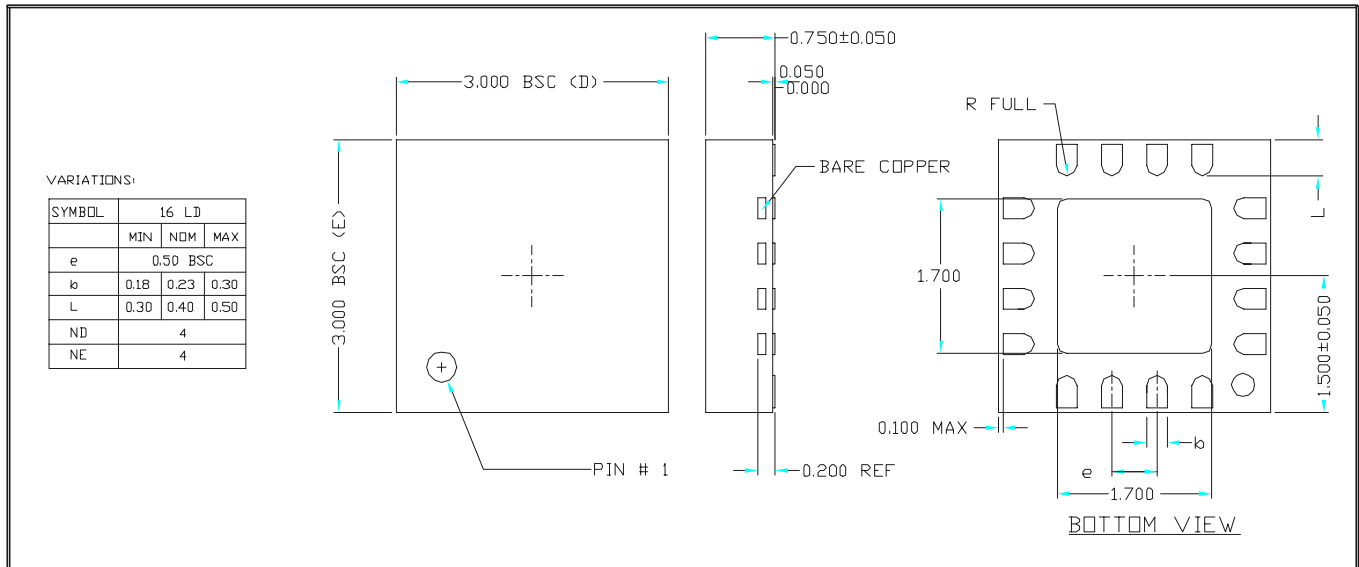 VARIATIONS:
SYMBOL 16 LD
MIN NOM MAX
e 0.50 BSC
b 0.18 0.23 0.30
L 0.30 0.40 0.50
ND 4
NE 4
3.000 BSC (D)
3.000 BSC (E)
PIN # 1
0.750±0.050
0.050
0.000
BARE COPPER
0.200 REF
R FULL
L
1.700
1.500±0.050
0.100 MAX
b
e
1.700
BOTTOM VIEW